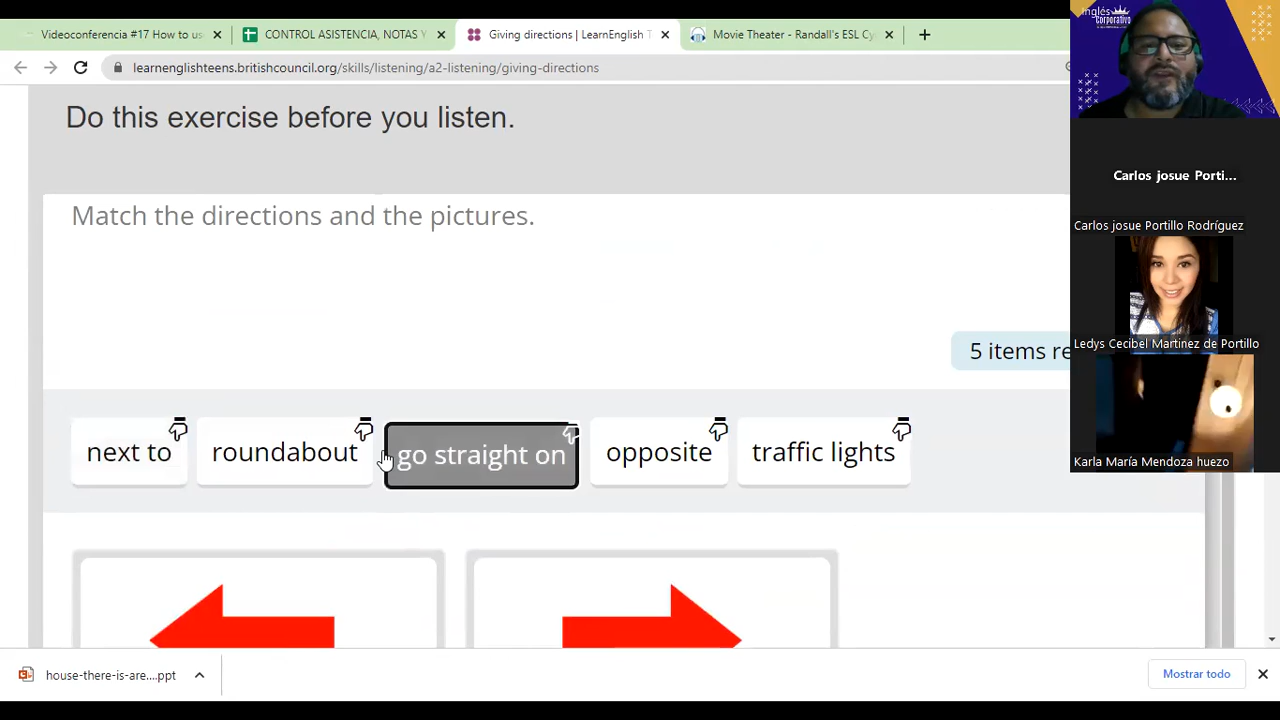 Videoconferencia #17 How to us
CONTROL ASISTENCIA, NOTAS Y
Giving directions | LearnEnglish T
Movie Theater - Randall's ESL Cy
learnenglishteens.britishcouncil.org/skills/listening/a2-listening/giving-directions
Inglés
Corporativo
Do this exercise before you listen.
Match the directions and the pictures.
Carlos josue Porti...
Carlos josue Portillo Rodríguez
5 items re
Ledys Cecibel Martinez de Portillo
next to
roundabout
go straight on
opposite
traffic lights
Karla María Mendoza huezo
house-there-is-are....ppt
Mostrar todo